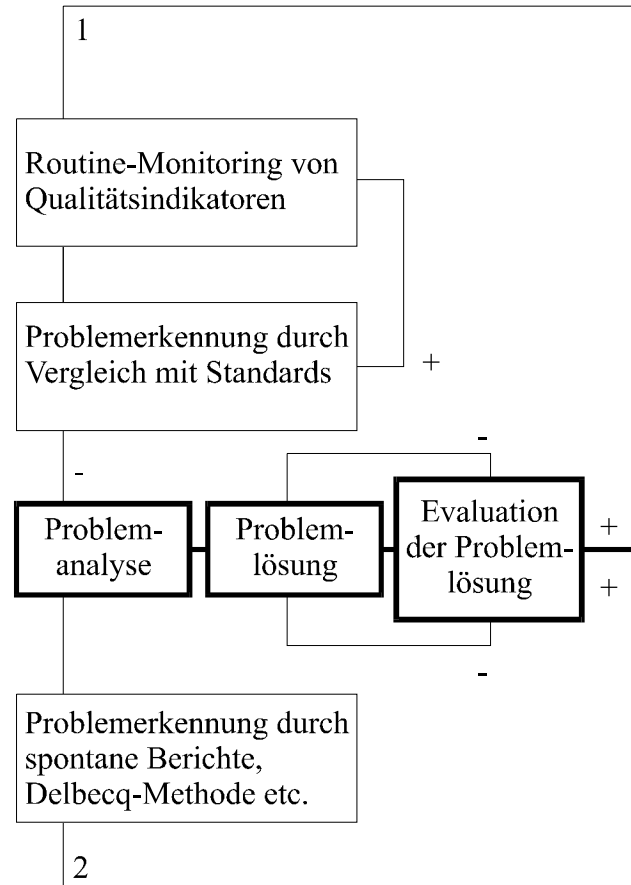 1
Routine-Monitoring von
Qualitätsindikatoren
Problemerkennung durch
Vergleich mit Standards
+
-
-
Problem-
analyse
Problem-
lösung
Evaluation
der Problem-
lösung
+
+
-
Problemerkennung durch
spontane Berichte,
Delbecq-Methode etc.
2